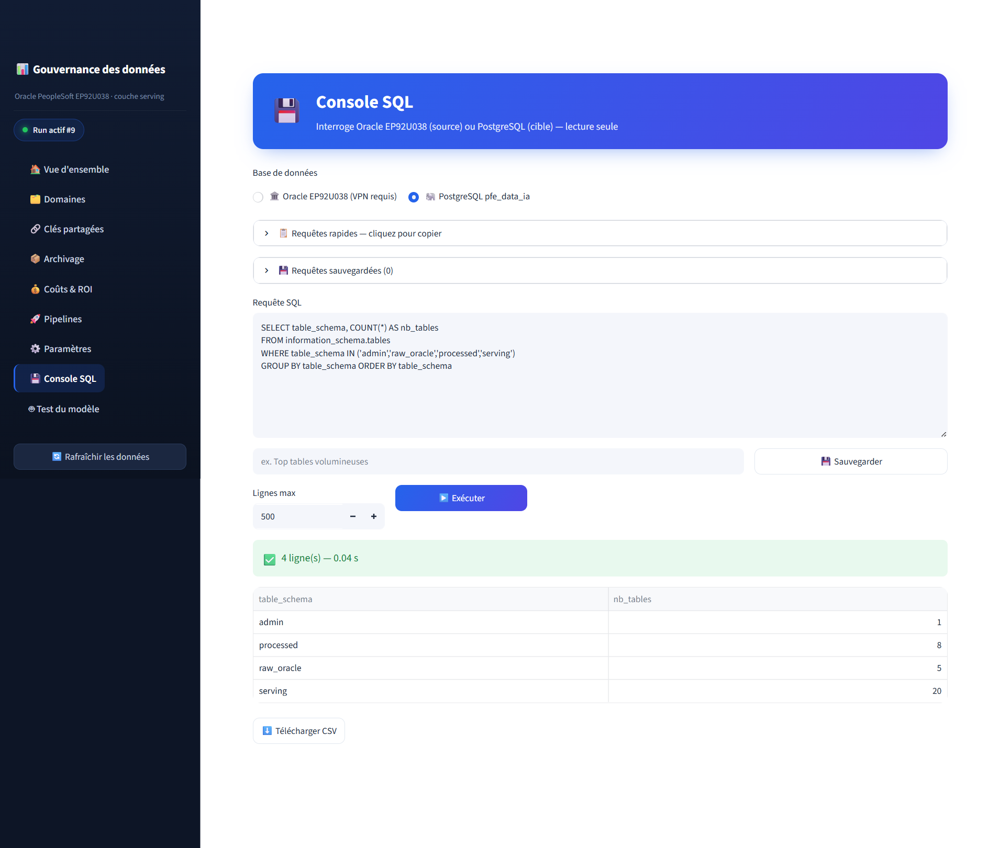 Gouvernance des données
Oracle PeopleSoft EP92U038 · couche serving
Run actif #9
Vue d'ensemble
Domaines
Clés partagées
Archivage
Coûts & ROI
Pipelines
Paramètres
Console SQL
Test du modèle
Rafraîchir les données
Console SQL
Interroge Oracle EP92U038 (source) ou PostgreSQL (cible) — lecture seule
Base de données
Oracle EP92U038 (VPN requis)
PostgreSQL pfe_data_ia
Requêtes rapides — cliquez pour copier
Requêtes sauvegardées (0)
Requête SQL
SELECT table_schema, COUNT(*) AS nb_tables
FROM information_schema.tables
WHERE table_schema IN ('admin','raw_oracle','processed','serving')
GROUP BY table_schema ORDER BY table_schema
ex. Top tables volumineuses
Sauvegarder
Lignes max
500
Exécuter
4 ligne(s) — 0.04 s
table_schema nb_tables
admin 1
processed 8
raw_oracle 5
serving 20
Télécharger CSV